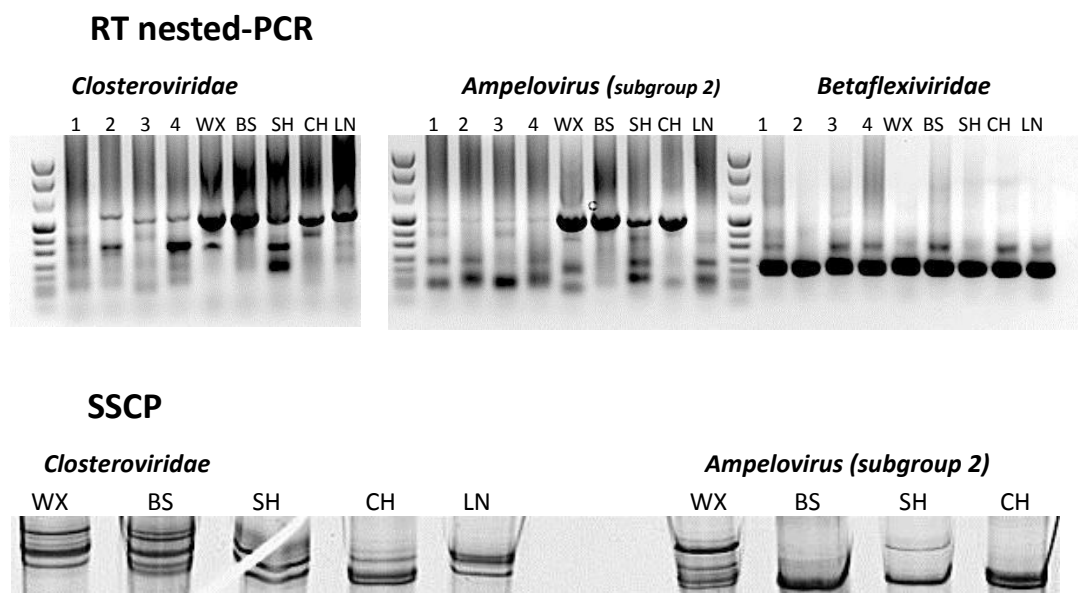 RT nested-PCR
Closteroviridae Ampelovirus (subgroup 2) Betaflexiviridae
1 2 3 4 WX BS SH CH LN 1 2 3 4 WX BS SH CH LN 1 2 3 4 WX BS SH CH LN
SSCP
Closteroviridae Ampelovirus (subgroup 2)
WX BS SH CH LN WX BS SH CH